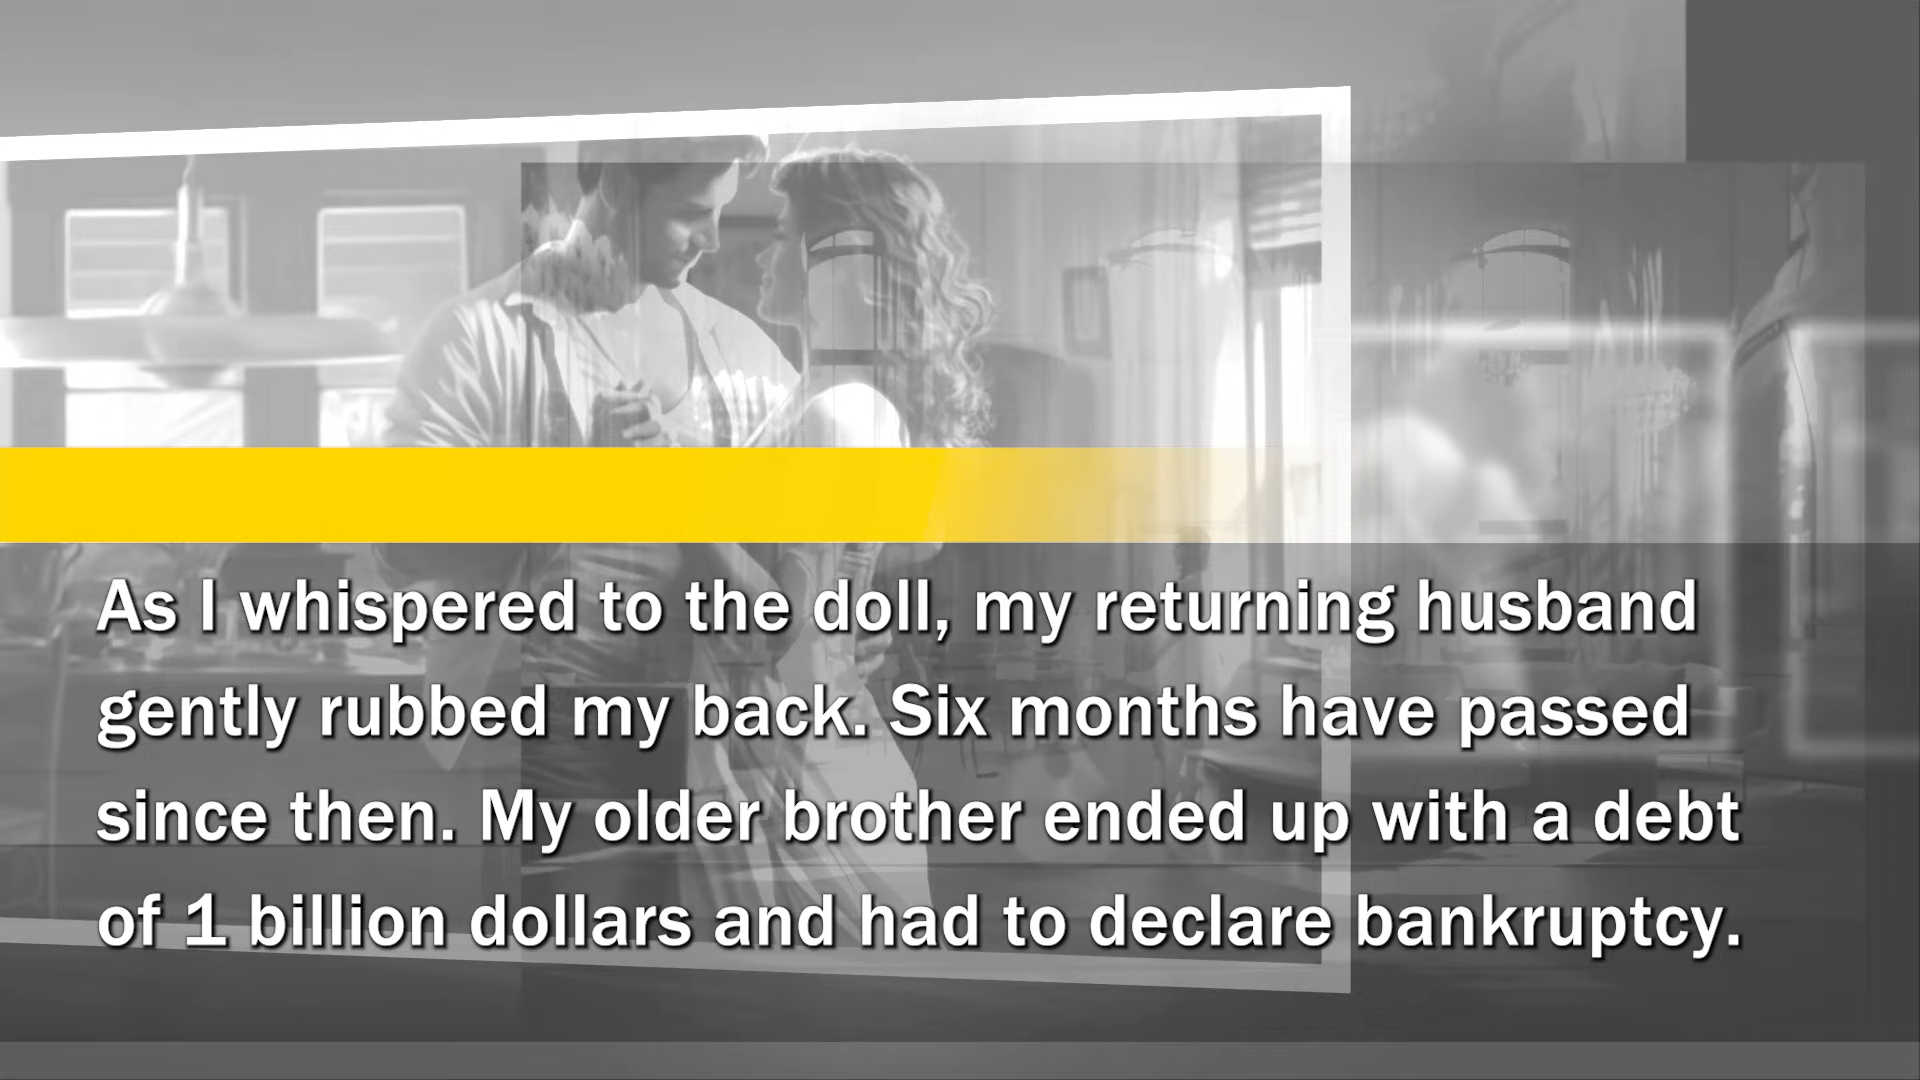 As I whispered to the doll, my returning husband
gently rubbed my back. Six months have passed
since then. My older brother ended up with a debt
of 1 billion dollars and had to declare bankruptcy.